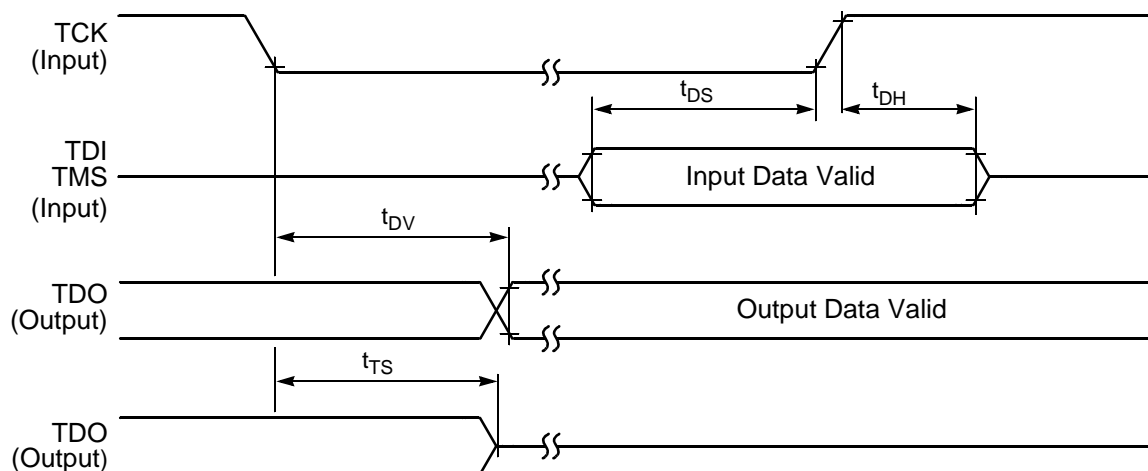 TCK
(Input)
tDS
tDH
TDI
TMS
(Input)
Input Data Valid
tDV
TDO
(Output)
Output Data Valid
tTS
TDO
(Output)